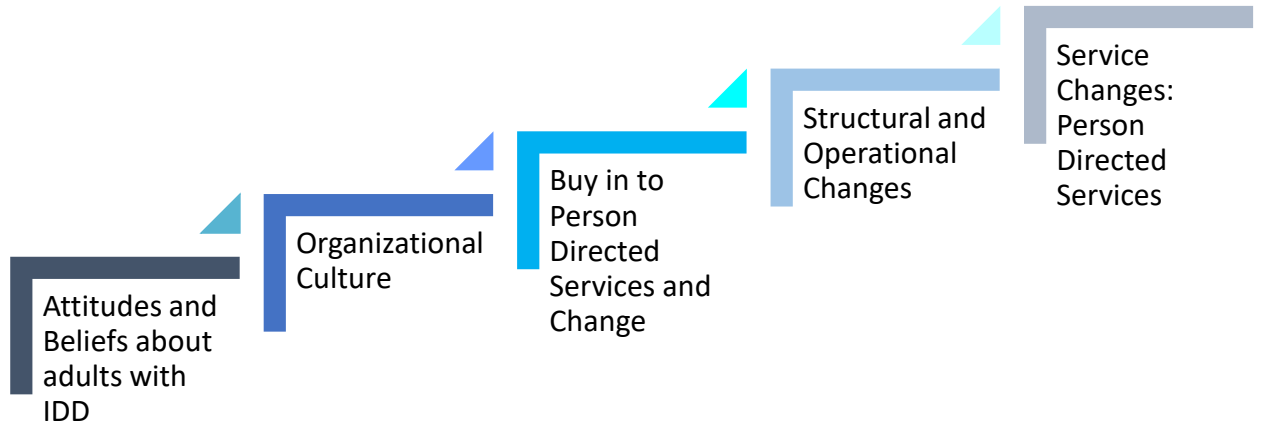 Attitudes and
Beliefs about
adults with
IDD
Organizational
Culture
Buy in to
Person
Directed
Services and
Change
Structural and
Operational
Changes
Service
Changes:
Person
Directed
Services